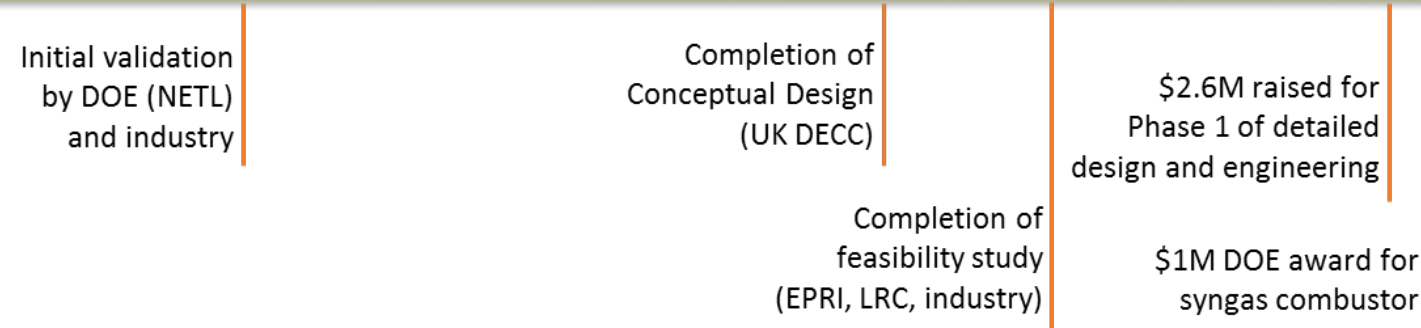 Initial validation
by DOE (NETL)
and industry
Completion of
Conceptual Design
(UK DECC)
Completion of
feasibility study
(EPRI, LRC, industry)
$2.6M raised for
Phase 1 of detailed
design and engineering
$1M DOE award for
syngas combustor